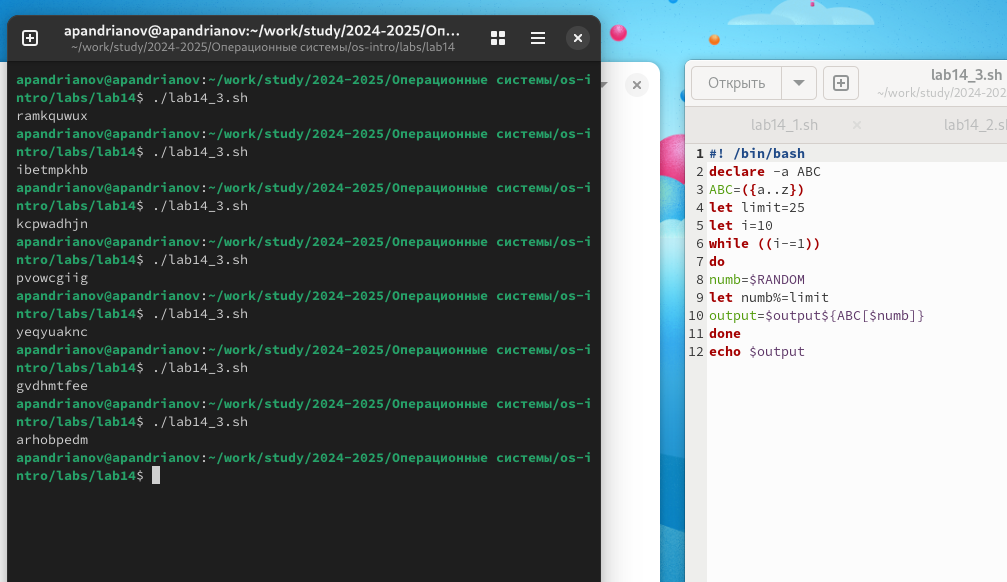 apandrianov@apandrianov:~/work/study/2024-2025/Оп...
~/work/study/2024-2025/Операционные системы/os-intro/labs/lab14
apandrianov@apandrianov:~/work/study/2024-2025/Операционные системы/os-i
ntro/labs/lab14$ ./lab14_3.sh
ramkquwux
apandrianov@apandrianov:~/work/study/2024-2025/Операционные системы/os-i
ntro/labs/lab14$ ./lab14_3.sh
ibetmpkhb
apandrianov@apandrianov:~/work/study/2024-2025/Операционные системы/os-i
ntro/labs/lab14$ ./lab14_3.sh
kcpwadhjn
apandrianov@apandrianov:~/work/study/2024-2025/Операционные системы/os-i
ntro/labs/lab14$ ./lab14_3.sh
pvowcgiig
apandrianov@apandrianov:~/work/study/2024-2025/Операционные системы/os-i
ntro/labs/lab14$ ./lab14_3.sh
yeqyuaknc
apandrianov@apandrianov:~/work/study/2024-2025/Операционные системы/os-i
ntro/labs/lab14$ ./lab14_3.sh
gvdhmtfee
apandrianov@apandrianov:~/work/study/2024-2025/Операционные системы/os-i
ntro/labs/lab14$ ./lab14_3.sh
arhobpedm
apandrianov@apandrianov:~/work/study/2024-2025/Операционные системы/os-i
ntro/labs/lab14$
Открыть
lab14_3.sh
~/work/study/2024-202
lab14_1.sh
lab14_2.sh
1 #! /bin/bash
2 declare -a ABC
3 ABC=({a..z})
4 let limit=25
5 let i=10
6 while ((i-=1))
7 do
8 numb=$RANDOM
9 let numb%=limit
10 output=$output${ABC[$numb]}
11 done
12 echo $output